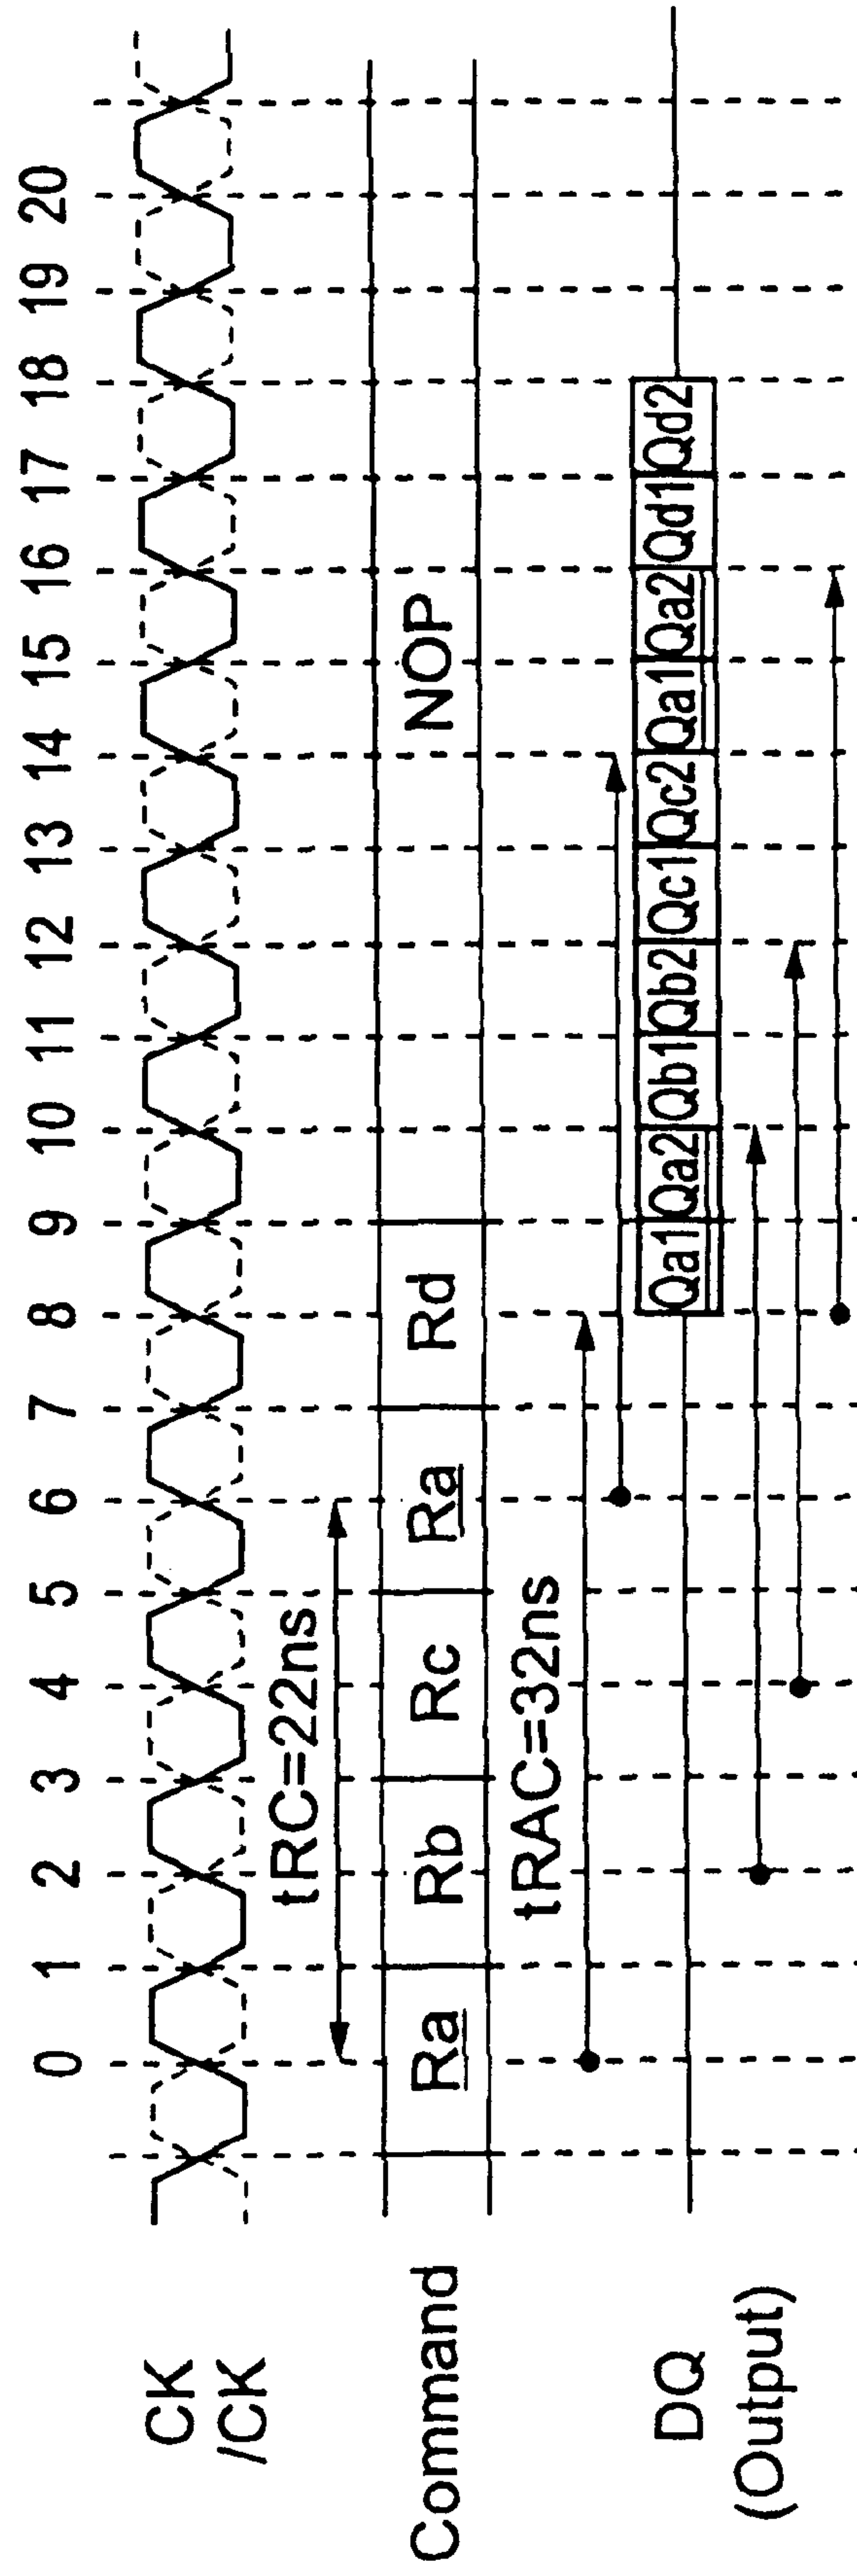 0 1 2 3 4 5 6 7 8 9 10 11 12 13 14 15 16 17 18 19 20
CK
/CK
tRC=22ns
Command Ra Rb Rc Ra Rd NOP
tRAC=32ns
DQ Qa1 Qa2 Qb1 Qb2 Qc1 Qc2 Qa1 Qa2 Qd1 Qd2
(Output)